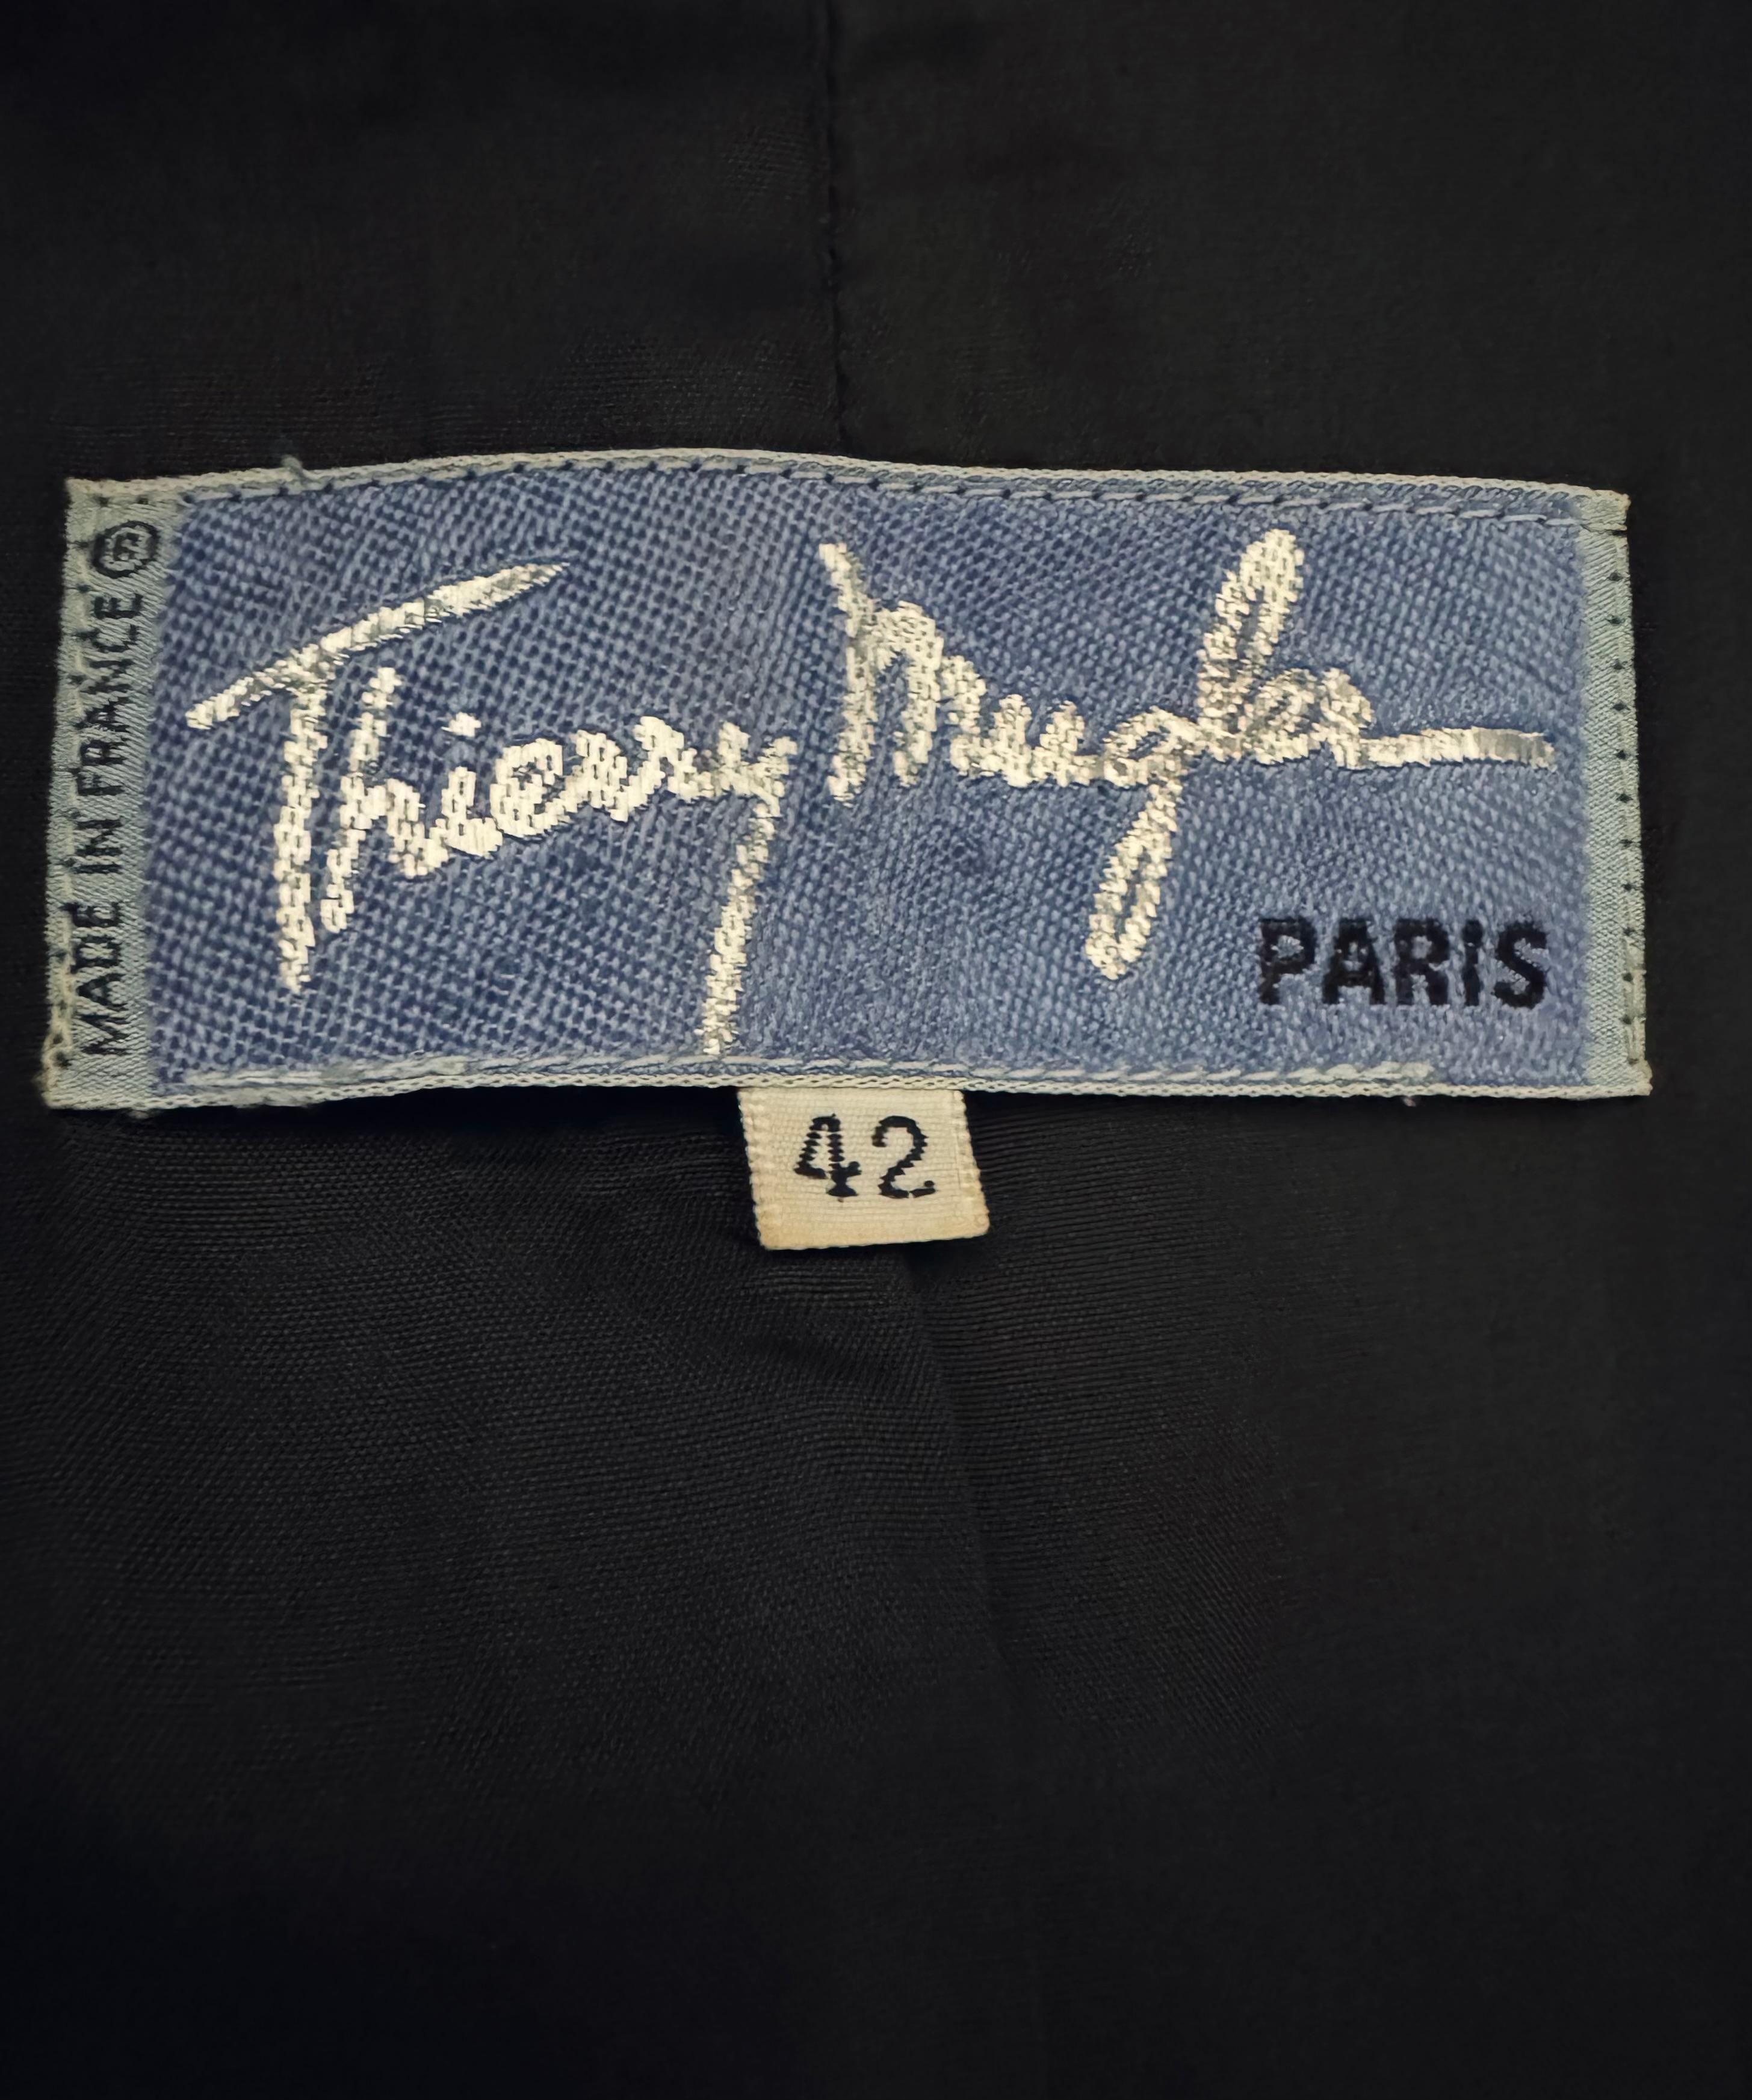 Thierry Mugler
PARIS
MADE IN FRANCE ®
42